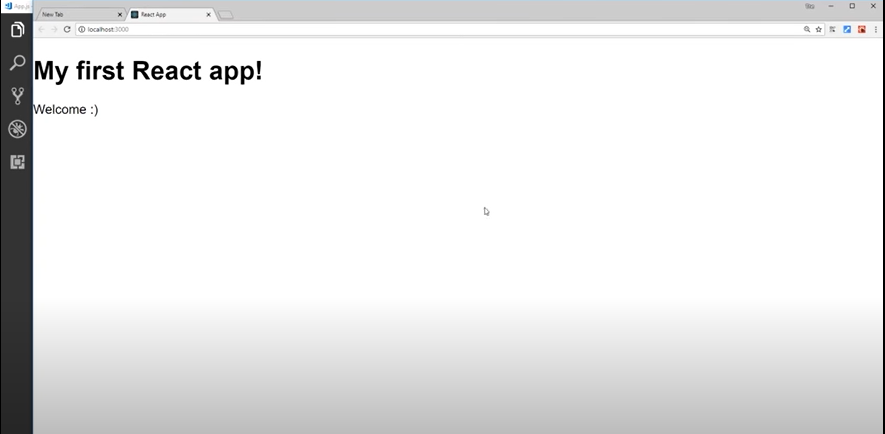 App.js
New Tab
React App
localhost:3000
My first React app!
Welcome :)